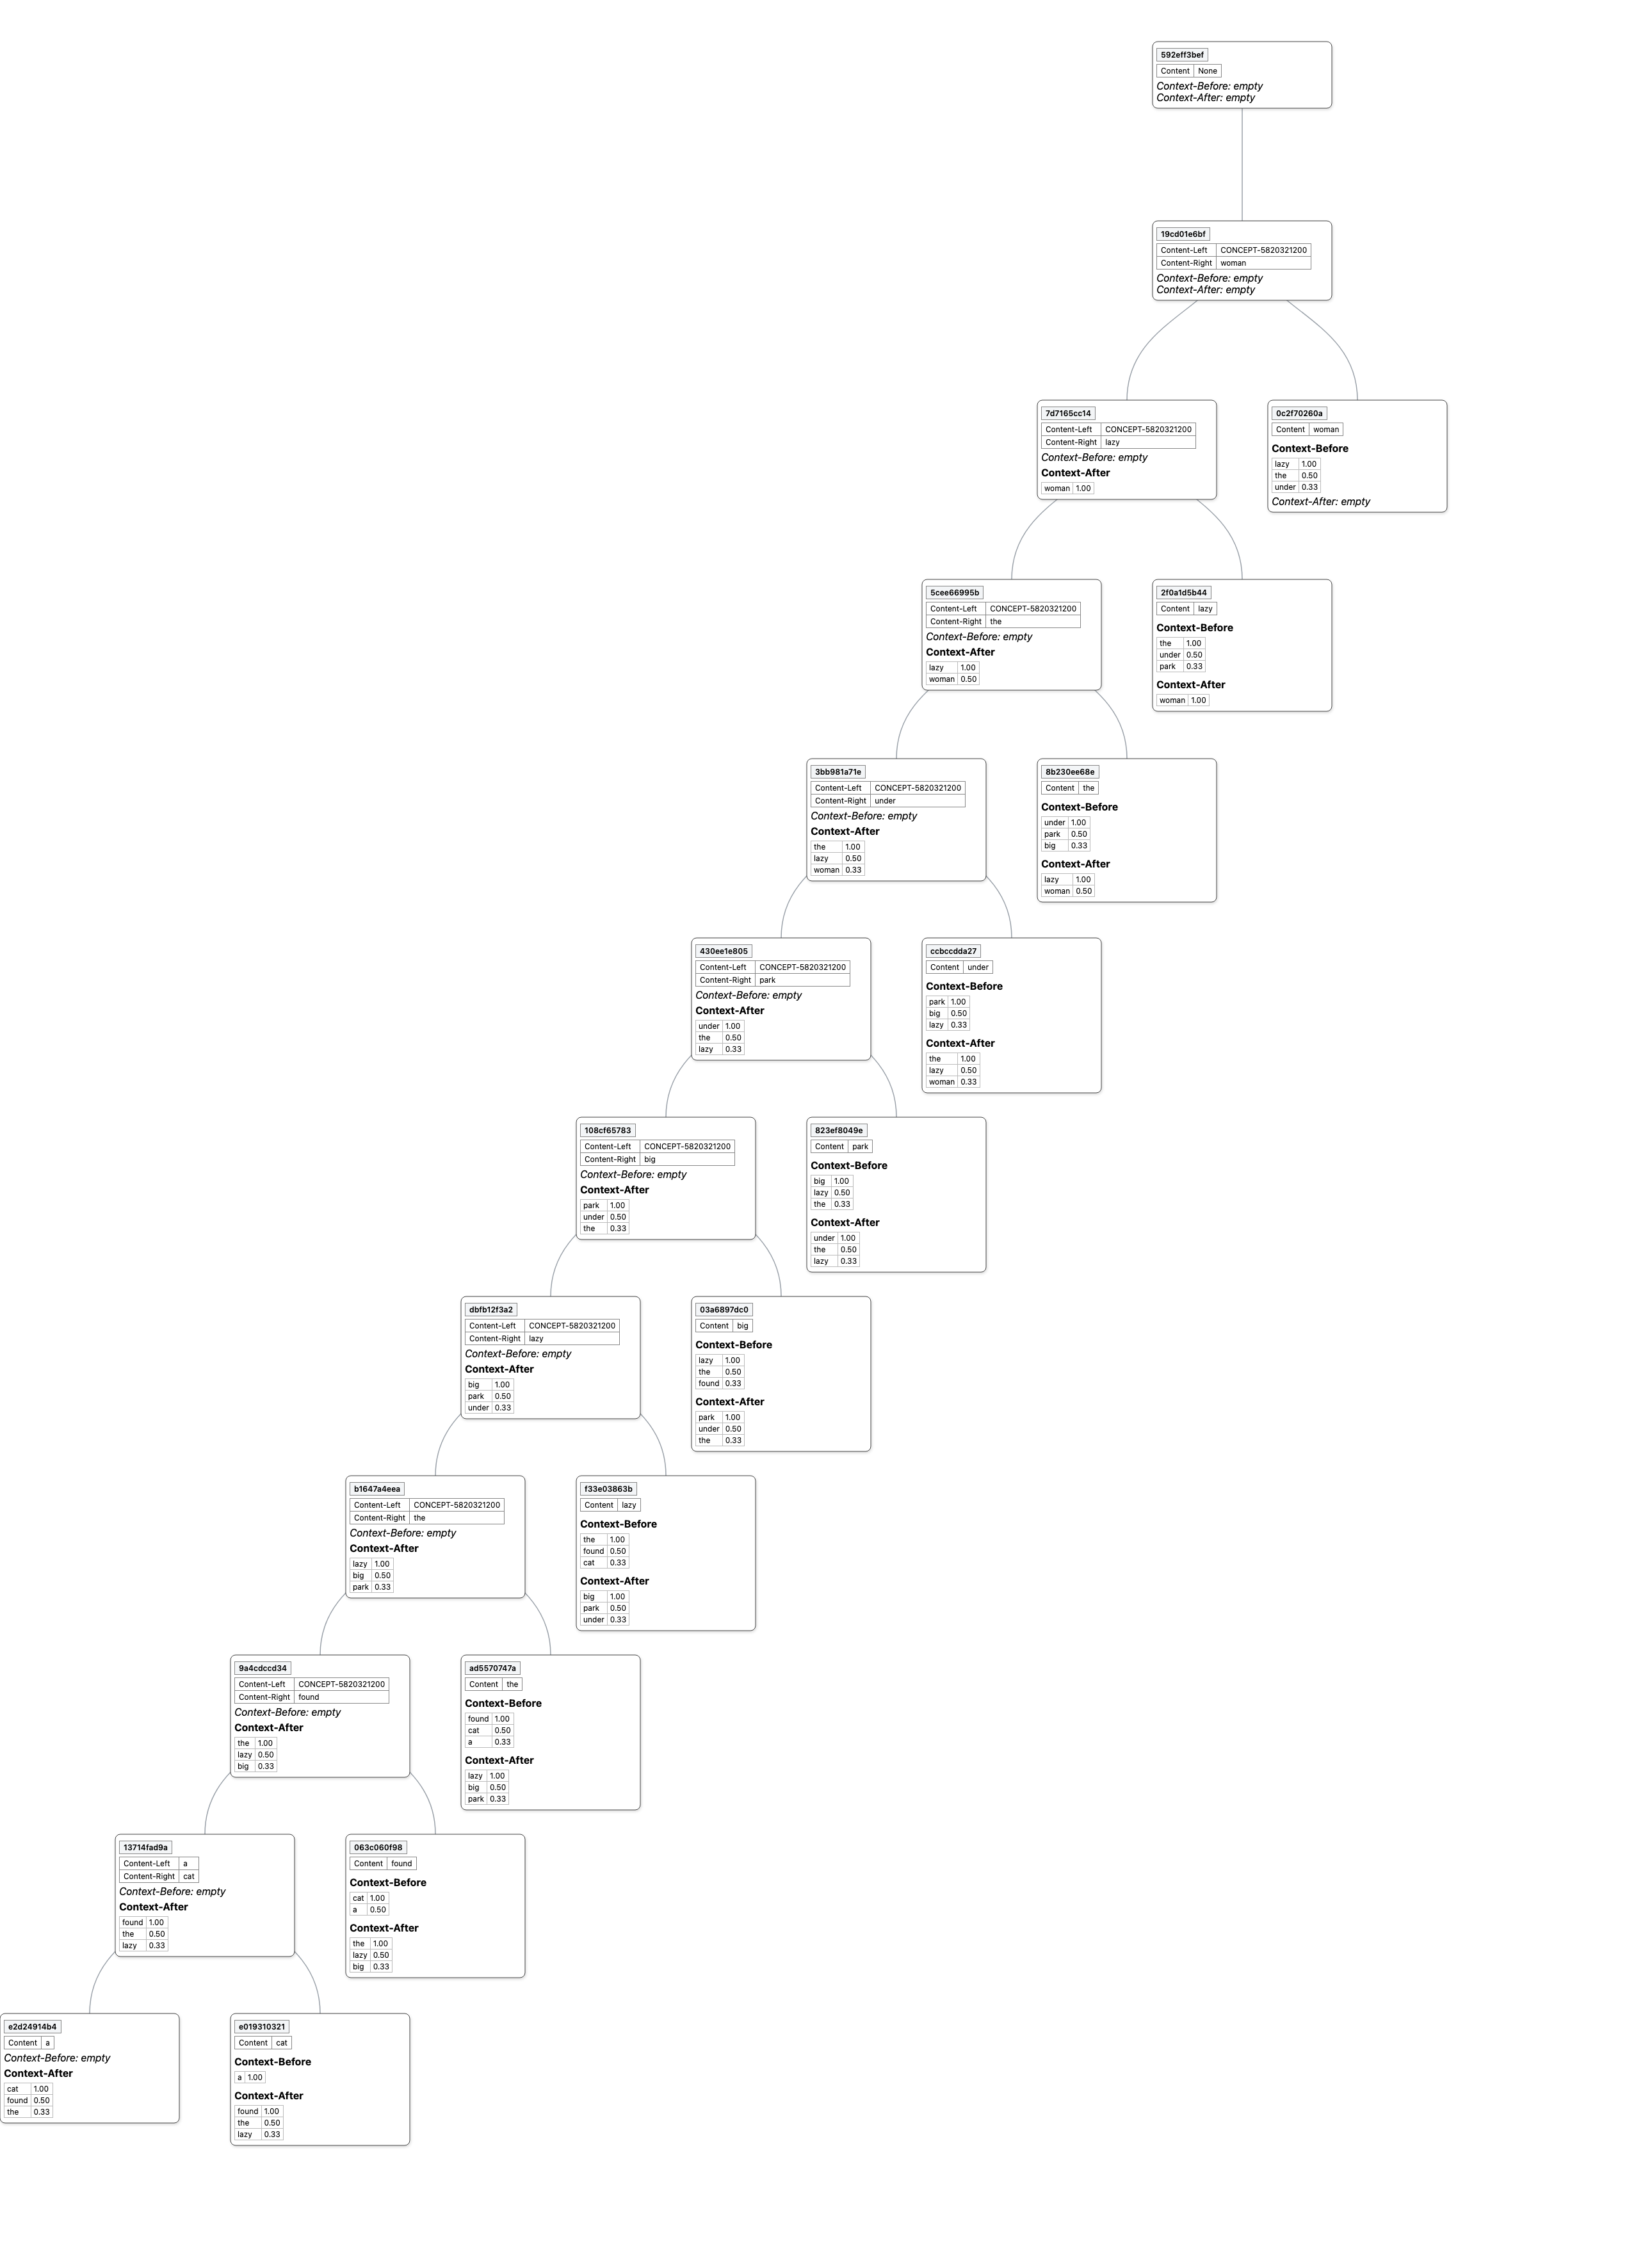 592eff3bef
Content None
Context-Before: empty
Context-After: empty
19cd01e6bf
Content-Left CONCEPT-5820321200
Content-Right woman
Context-Before: empty
Context-After: empty
7d7165cc14
Content-Left CONCEPT-5820321200
Content-Right lazy
Context-Before: empty
Context-After
woman 1.00
0c2f70260a
Content woman
Context-Before
lazy 1.00
the 0.50
under 0.33
Context-After: empty
5cee66995b
Content-Left CONCEPT-5820321200
Content-Right the
Context-Before: empty
Context-After
lazy 1.00
woman 0.50
2f0a1d5b44
Content lazy
Context-Before
the 1.00
under 0.50
park 0.33
Context-After
woman 1.00
3bb981a71e
Content-Left CONCEPT-5820321200
Content-Right under
Context-Before: empty
Context-After
the 1.00
lazy 0.50
woman 0.33
8b230ee68e
Content the
Context-Before
under 1.00
park 0.50
big 0.33
Context-After
lazy 1.00
woman 0.50
430ee1e805
Content-Left CONCEPT-5820321200
Content-Right park
Context-Before: empty
Context-After
under 1.00
the 0.50
lazy 0.33
ccbccdda27
Content under
Context-Before
park 1.00
big 0.50
lazy 0.33
Context-After
the 1.00
lazy 0.50
woman 0.33
108cf65783
Content-Left CONCEPT-5820321200
Content-Right big
Context-Before: empty
Context-After
park 1.00
under 0.50
the 0.33
823ef8049e
Content park
Context-Before
big 1.00
lazy 0.50
the 0.33
Context-After
under 1.00
the 0.50
lazy 0.33
dbfb12f3a2
Content-Left CONCEPT-5820321200
Content-Right lazy
Context-Before: empty
Context-After
big 1.00
park 0.50
under 0.33
03a6897dc0
Content big
Context-Before
lazy 1.00
the 0.50
found 0.33
Context-After
park 1.00
under 0.50
the 0.33
b1647a4eea
Content-Left CONCEPT-5820321200
Content-Right the
Context-Before: empty
Context-After
lazy 1.00
big 0.50
park 0.33
f33e03863b
Content lazy
Context-Before
the 1.00
found 0.50
cat 0.33
Context-After
big 1.00
park 0.50
under 0.33
9a4cdccd34
Content-Left CONCEPT-5820321200
Content-Right found
Context-Before: empty
Context-After
the 1.00
lazy 0.50
big 0.33
ad5570747a
Content the
Context-Before
found 1.00
cat 0.50
a 0.33
Context-After
lazy 1.00
big 0.50
park 0.33
13714fad9a
Content-Left a
Content-Right cat
Context-Before: empty
Context-After
found 1.00
the 0.50
lazy 0.33
063c060f98
Content found
Context-Before
cat 1.00
a 0.50
Context-After
the 1.00
lazy 0.50
big 0.33
e2d24914b4
Content a
Context-Before: empty
Context-After
cat 1.00
found 0.50
the 0.33
e019310321
Content cat
Context-Before
a 1.00
Context-After
found 1.00
the 0.50
lazy 0.33